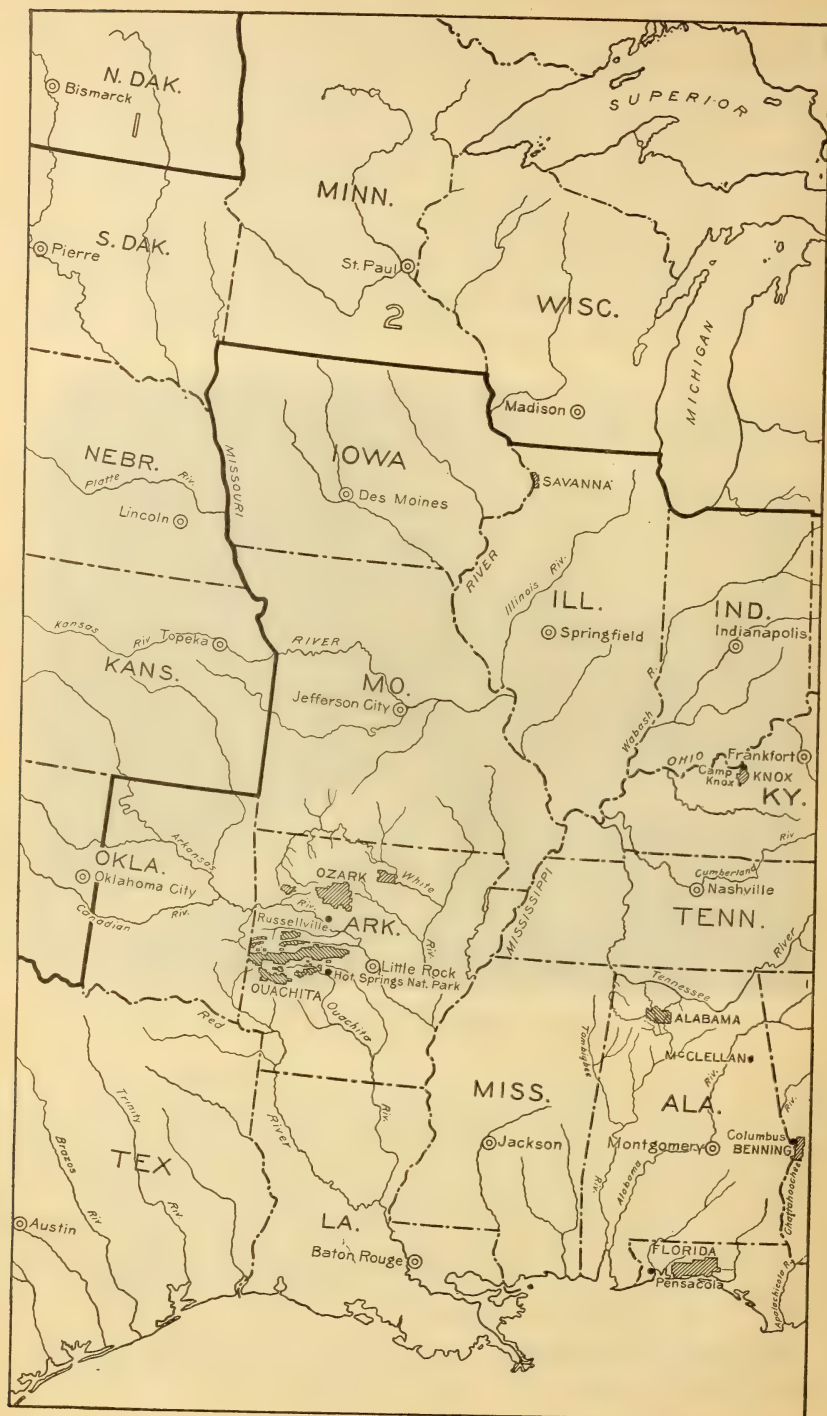 N. DAK.
Bismarck
SUPERIOR
MINN.
S. DAK.
Pierre
St. Paul
2
WISC.
MICHIGAN
Madison
NEBR.
Platte Riv.
Lincoln
MISSOURI
IOWA
Des Moines
SAVANNA
RIVER
Illinois Riv.
ILL.
Springfield
IND.
Indianapolis
Wabash R.
Kansas Riv
Topeka
KANS.
RIVER
MO.
Jefferson City
OHIO
Frankfort
Camp Knox
KNOX
KY.
OKLA.
Oklahoma City
Arkansas Riv.
Canadian Riv.
OZARK
White Riv.
Russellville
ARK.
Little Rock
Hot Springs Nat. Park
OUACHITA
Ouachita Riv.
MISSISSIPPI
Cumberland Riv
Nashville
TENN.
Tennessee River
Red River
ALABAMA
McCLELLAN
Tombigbee Riv.
MISS.
Jackson
ALA.
Riv.
Montgomery
Alabama
Columbus
BENNING
Riv.
Chattahoochee
TEX
Trinity Riv
Brazos Riv
Austin
LA.
Baton Rouge
FLORIDA
Pensacola
Apalachicola R.